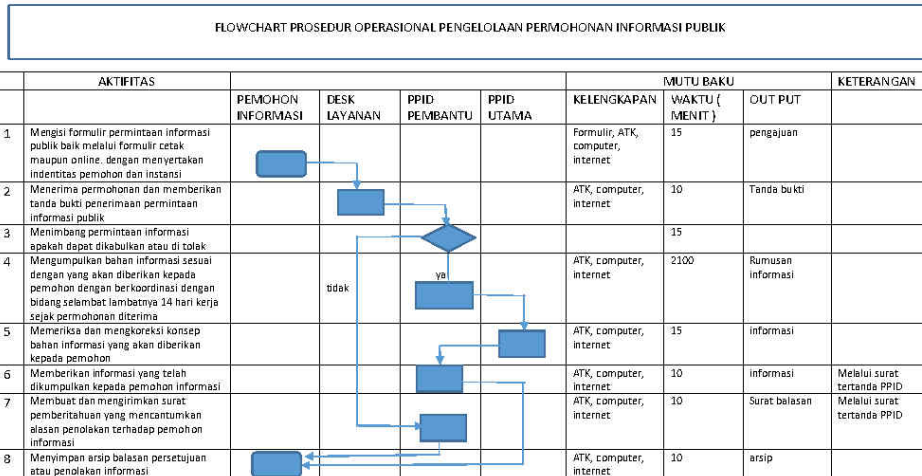 FLOWCHART PROSEDUR OPERASIONAL PENGELOLAAN PERMOHONAN INFORMASI PUBLIK
AKTIFITAS
MUTU BAKU
KETERANGAN
PEMOHON
INFORMASI
DESK
LAYANAN
PPID
PEMBANTU
PPID
UTAMA
KELENGKAPAN
WAKTU (
MENIT )
OUT PUT
1
Mengisi formulir permintaan informasi
publik baik melalui formulir cetak
maupun online. dengan menyertakan
indentitas pemohon dan instansi
Formulir, ATK,
computer,
internet
15
pengajuan
2
Menerima permohonan dan memberikan
tanda bukti penerimaan permintaan
informasi publik
ATK, computer,
internet
10
Tanda bukti
3
Menimbang permintaan informasi
apakah dapat dikabulkan atau di tolak
15
4
Mengumpulkan bahan informasi sesuai
dengan yang akan diberikan kepada
pemohon dengan berkoordinasi dengan
bidang selambat lambatnya 14 hari kerja
sejak permohonan diterima
tidak
ya
ATK, computer,
internet
2100
Rumusan
informasi
5
Memeriksa dan mengkoreksi konsep
bahan informasi yang akan diberikan
kepada pemohon
ATK, computer,
internet
15
informasi
6
Memberikan informasi yang telah
dikumpulkan kepada pemohon informasi
ATK, computer,
internet
10
informasi
Melalui surat
tertanda PPID
7
Membuat dan mengirimkan surat
pemberitahuan yang mencantumkan
alasan penolakan terhadap pemohon
informasi
ATK, computer,
internet
10
Surat balasan
Melalui surat
tertanda PPID
8
Menyimpan arsip balasan persetujuan
atau penolakan informasi
ATK, computer,
internet
10
arsip